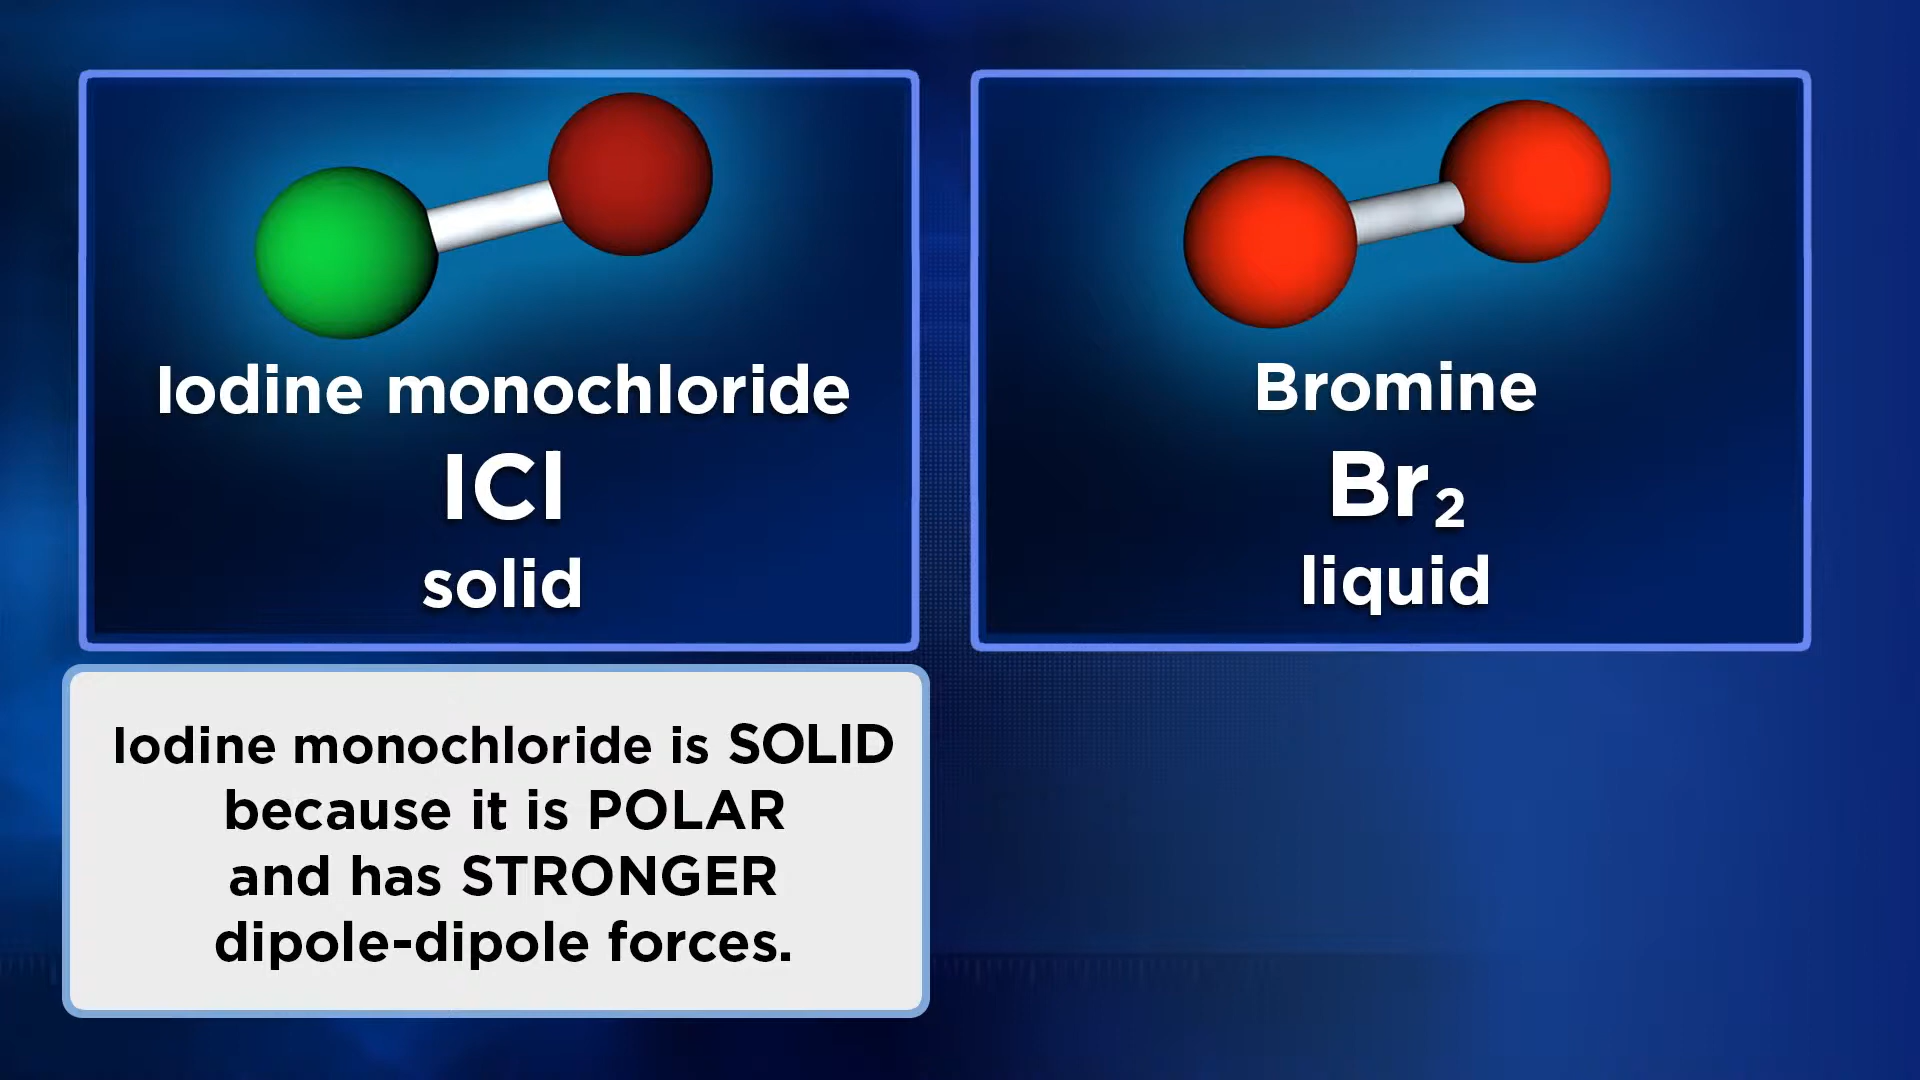 Iodine monochloride
ICl
solid
Bromine
Br₂
liquid
Iodine monochloride is SOLID
because it is POLAR
and has STRONGER
dipole-dipole forces.